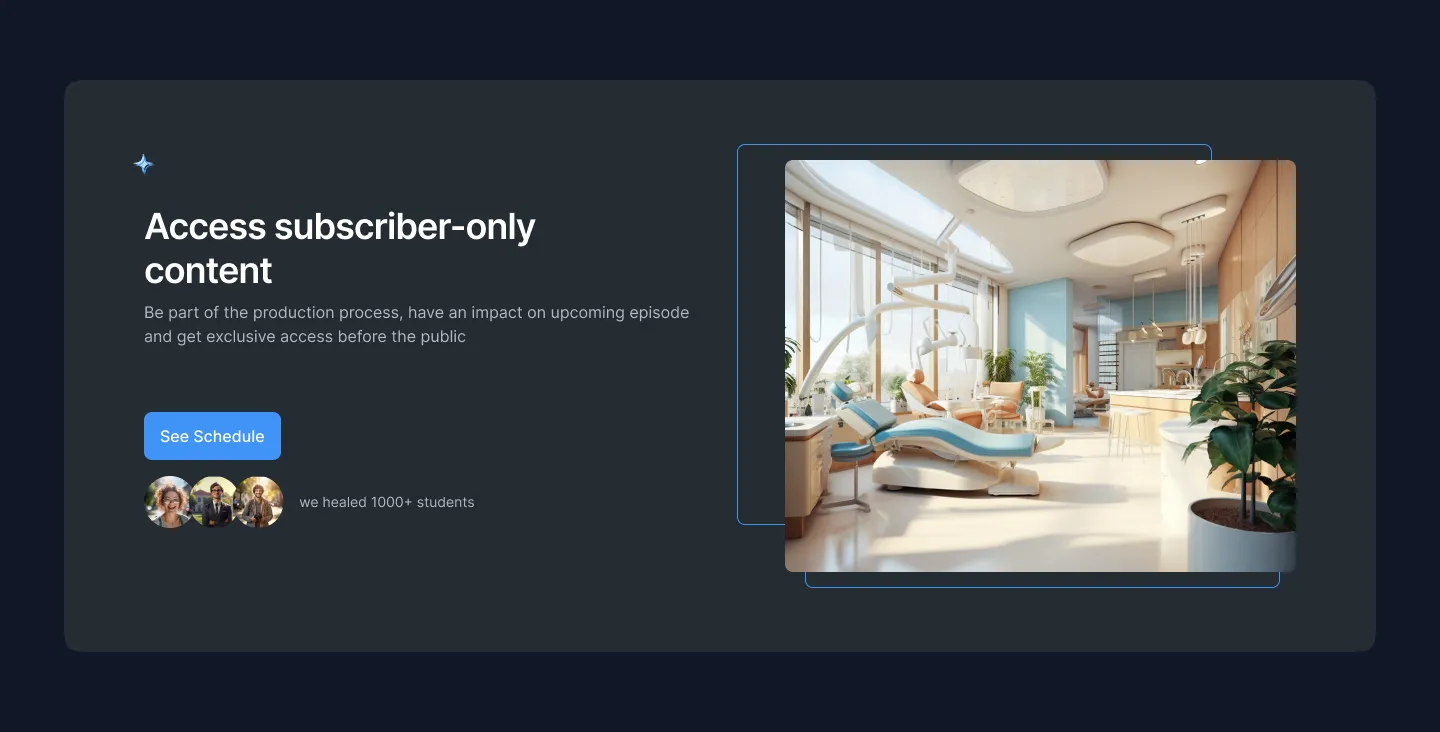 Access subscriber-only
content
Be part of the production process, have an impact on upcoming episode
and get exclusive access before the public
See Schedule
we healed 1000+ students